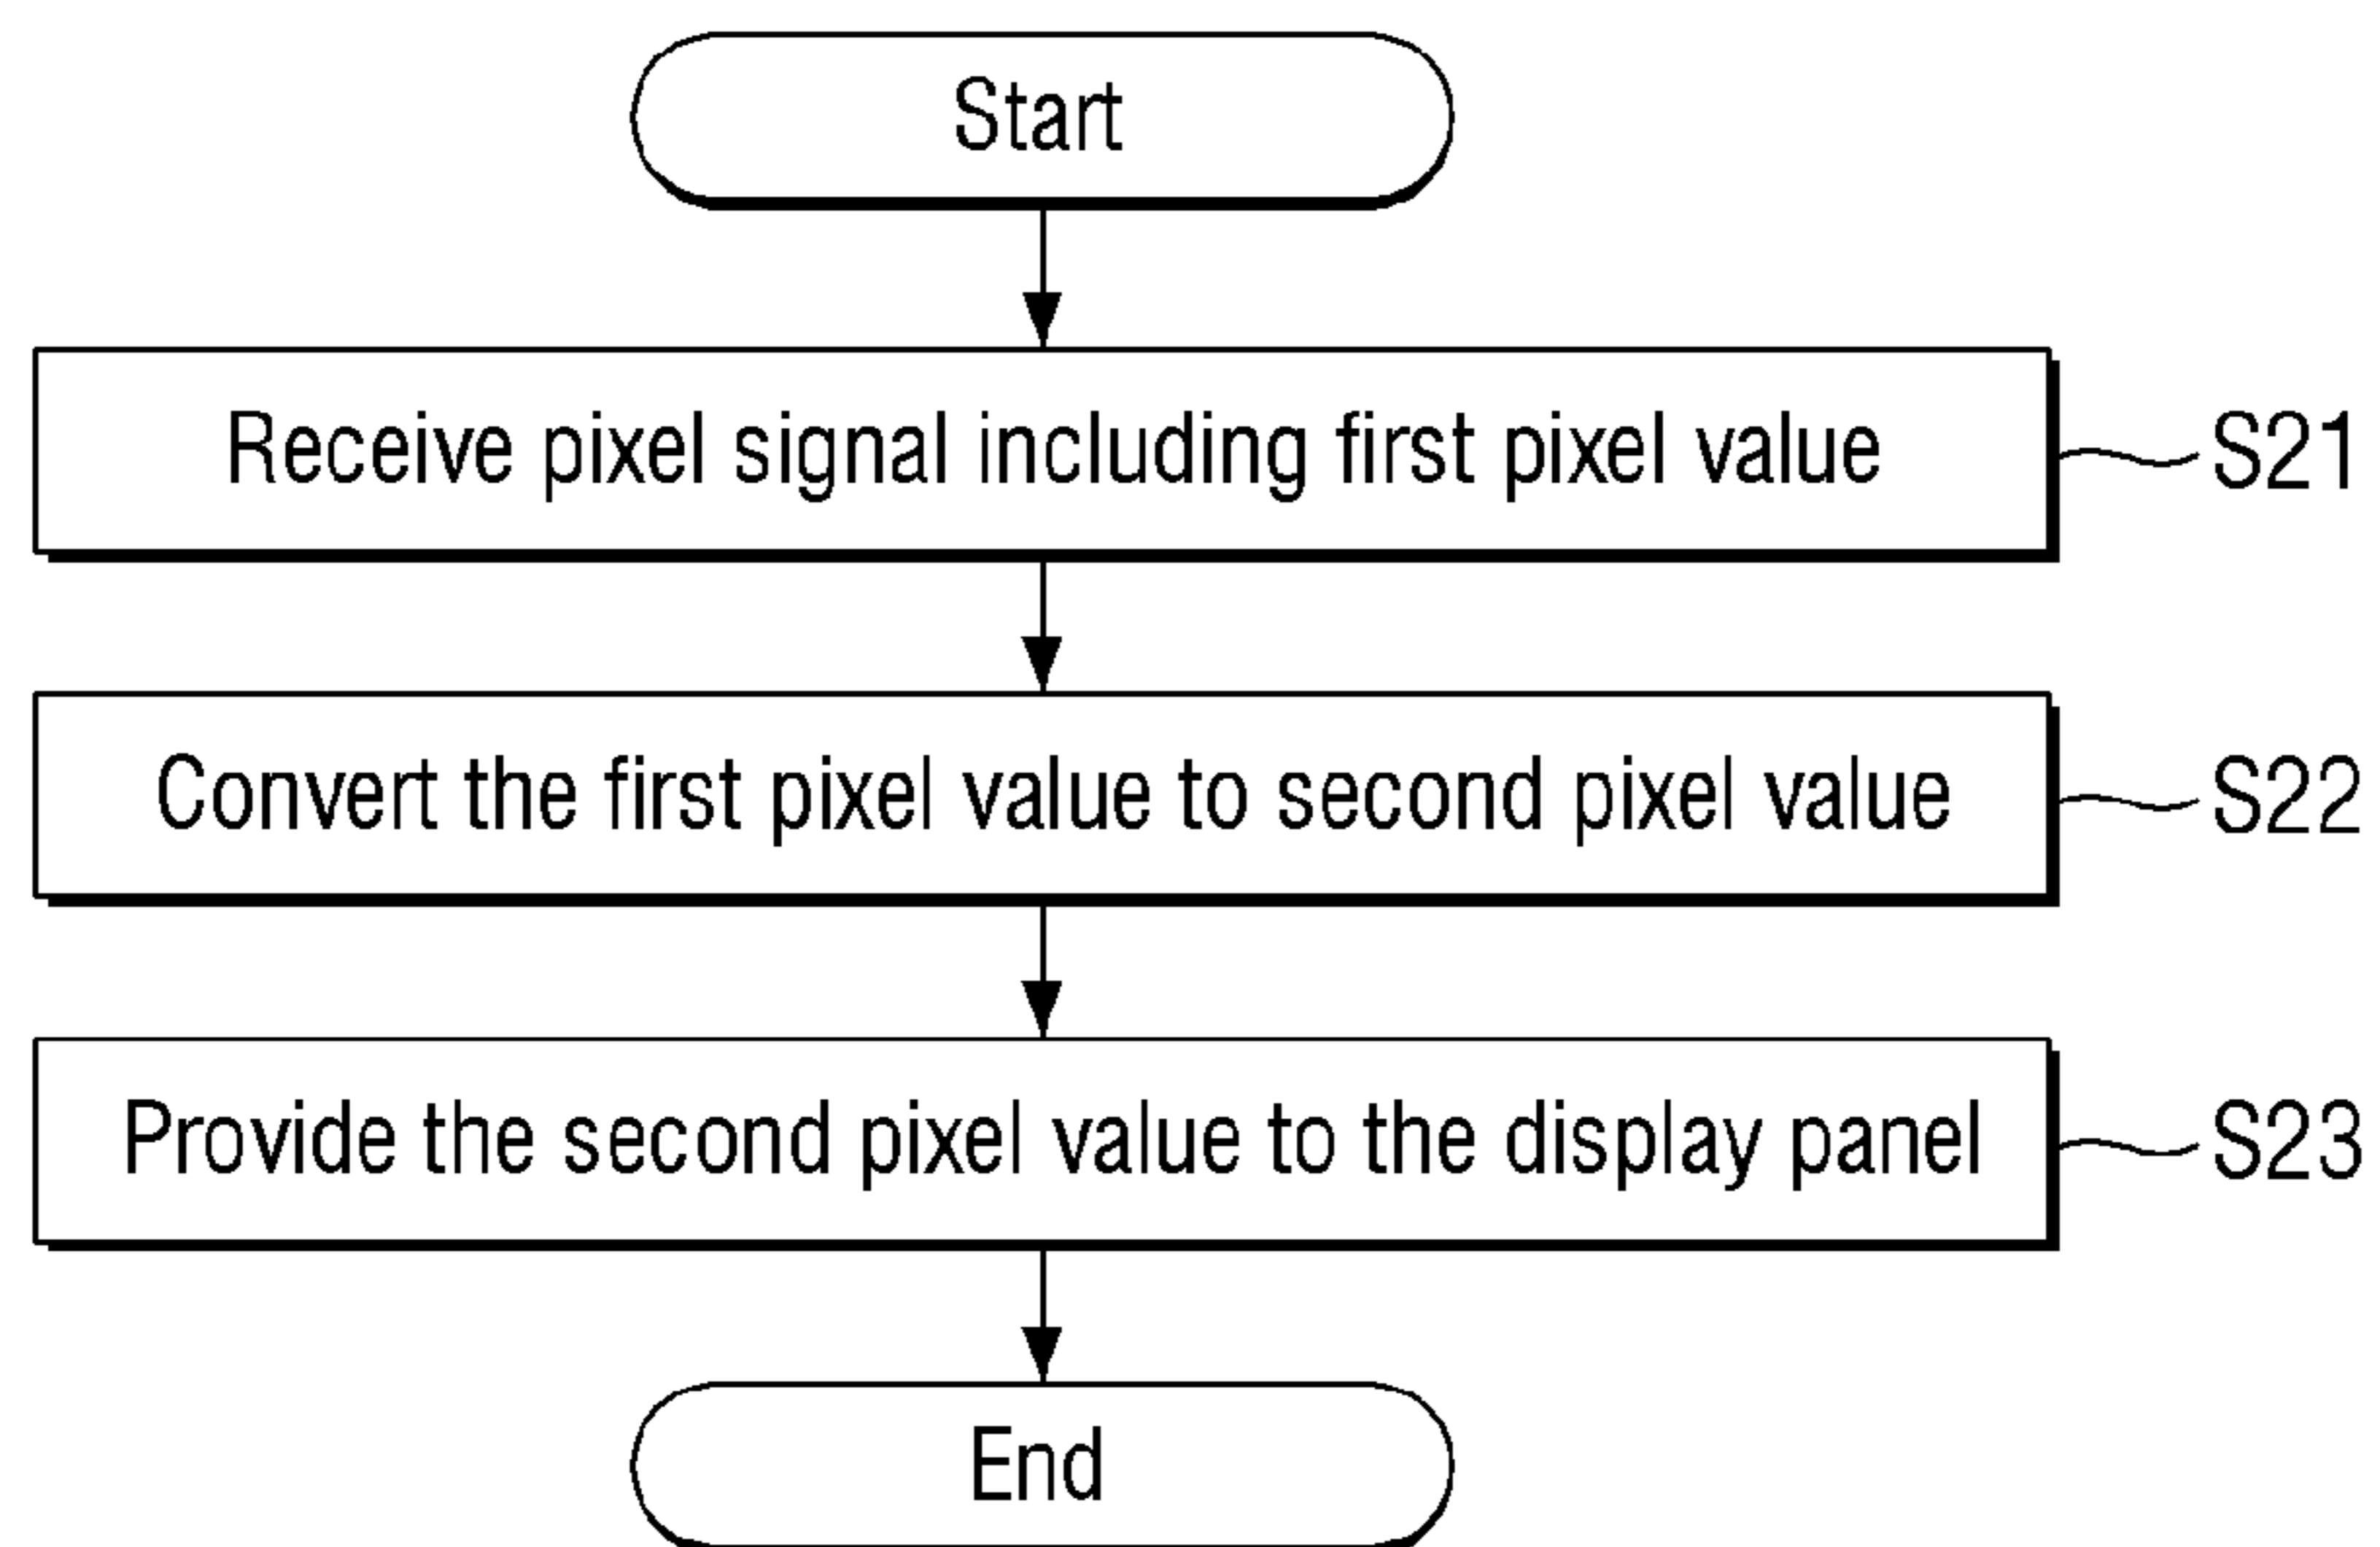 Start
Receive pixel signal including first pixel value S21
Convert the first pixel value to second pixel value S22
Provide the second pixel value to the display panel S23
End